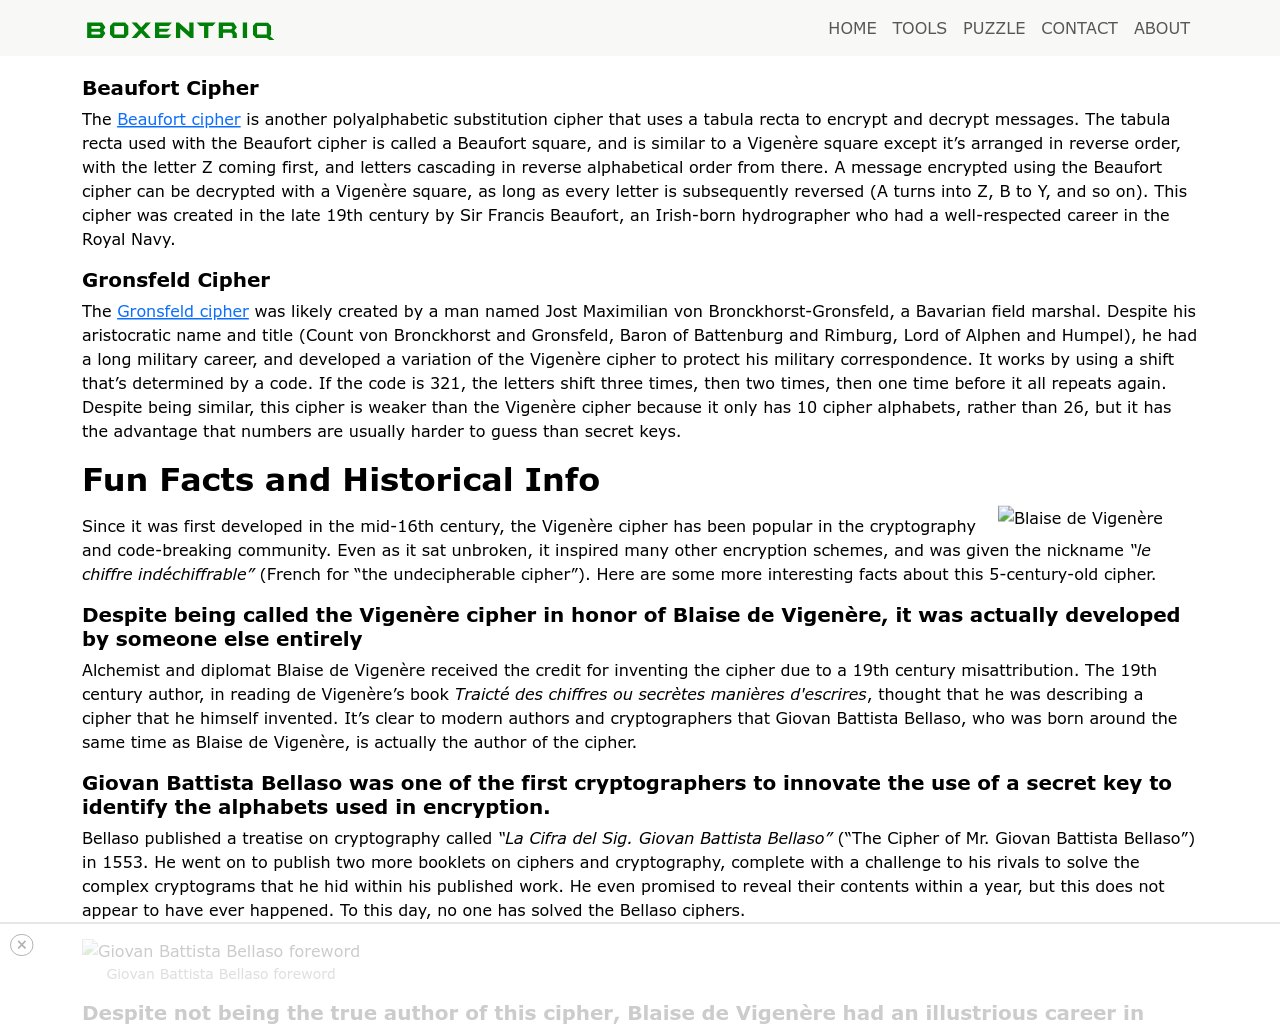 BOXENTRIQ
HOME TOOLS PUZZLE CONTACT ABOUT
Beaufort Cipher
The Beaufort cipher is another polyalphabetic substitution cipher that uses a tabula recta to encrypt and decrypt messages. The tabula
recta used with the Beaufort cipher is called a Beaufort square, and is similar to a Vigenère square except it’s arranged in reverse order,
with the letter Z coming first, and letters cascading in reverse alphabetical order from there. A message encrypted using the Beaufort
cipher can be decrypted with a Vigenère square, as long as every letter is subsequently reversed (A turns into Z, B to Y, and so on). This
cipher was created in the late 19th century by Sir Francis Beaufort, an Irish-born hydrographer who had a well-respected career in the
Royal Navy.
Gronsfeld Cipher
The Gronsfeld cipher was likely created by a man named Jost Maximilian von Bronckhorst-Gronsfeld, a Bavarian field marshal. Despite his
aristocratic name and title (Count von Bronckhorst and Gronsfeld, Baron of Battenburg and Rimburg, Lord of Alphen and Humpel), he had
a long military career, and developed a variation of the Vigenère cipher to protect his military correspondence. It works by using a shift
that’s determined by a code. If the code is 321, the letters shift three times, then two times, then one time before it all repeats again.
Despite being similar, this cipher is weaker than the Vigenère cipher because it only has 10 cipher alphabets, rather than 26, but it has
the advantage that numbers are usually harder to guess than secret keys.
Fun Facts and Historical Info
Blaise de Vigenère
Since it was first developed in the mid-16th century, the Vigenère cipher has been popular in the cryptography
and code-breaking community. Even as it sat unbroken, it inspired many other encryption schemes, and was given the nickname “le
chiffre indéchiffrable” (French for “the undecipherable cipher”). Here are some more interesting facts about this 5-century-old cipher.
Despite being called the Vigenère cipher in honor of Blaise de Vigenère, it was actually developed
by someone else entirely
Alchemist and diplomat Blaise de Vigenère received the credit for inventing the cipher due to a 19th century misattribution. The 19th
century author, in reading de Vigenère’s book Traicté des chiffres ou secrètes manières d'escrires, thought that he was describing a
cipher that he himself invented. It’s clear to modern authors and cryptographers that Giovan Battista Bellaso, who was born around the
same time as Blaise de Vigenère, is actually the author of the cipher.
Giovan Battista Bellaso was one of the first cryptographers to innovate the use of a secret key to
identify the alphabets used in encryption.
Bellaso published a treatise on cryptography called “La Cifra del Sig. Giovan Battista Bellaso” (“The Cipher of Mr. Giovan Battista Bellaso”)
in 1553. He went on to publish two more booklets on ciphers and cryptography, complete with a challenge to his rivals to solve the
complex cryptograms that he hid within his published work. He even promised to reveal their contents within a year, but this does not
appear to have ever happened. To this day, no one has solved the Bellaso ciphers.
Giovan Battista Bellaso foreword
Giovan Battista Bellaso foreword
Despite not being the true author of this cipher, Blaise de Vigenère had an illustrious career in